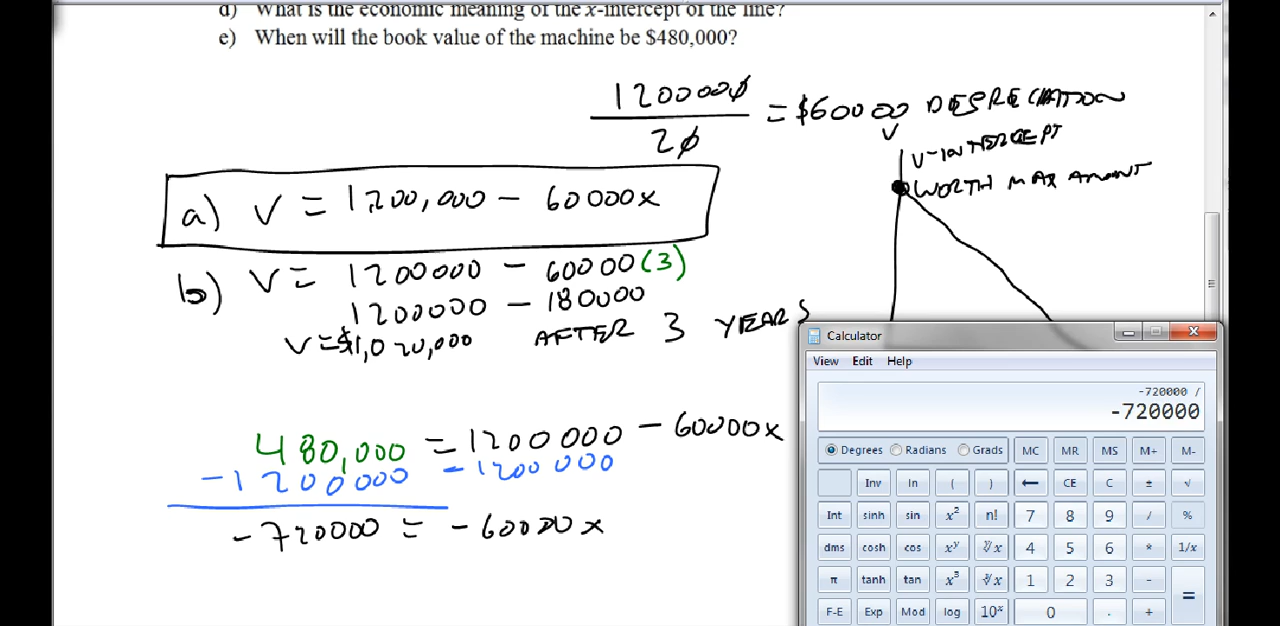 d) What is the economic meaning of the x-intercept of the line?
e) When will the book value of the machine be $480,000?
1200000
20
= $60000 DESPRECIATION
V
V-INTERCEPT
WORTH MAX AMOUNT
a) V = 1,200,000 - 60000x
b) V = 1200000 - 60000(3)
1200000 - 180000
V = $1,020,000 AFTER 3 YEARS
480,000 = 1200000 - 60000x
-1200000 -1200000
-720000 = -60000x
Calculator
View Edit Help
-720000 /
-720000
Degrees Radians Grads MC MR MS M+ M-
Inv ln ( ) ← CE C ± √
Int sinh sin x² n! 7 8 9 / %
dms cosh cos xʸ ʸ√x 4 5 6 * 1/x
π tanh tan x³ ³√x 1 2 3 - =
F-E Exp Mod log 10ˣ 0 . +